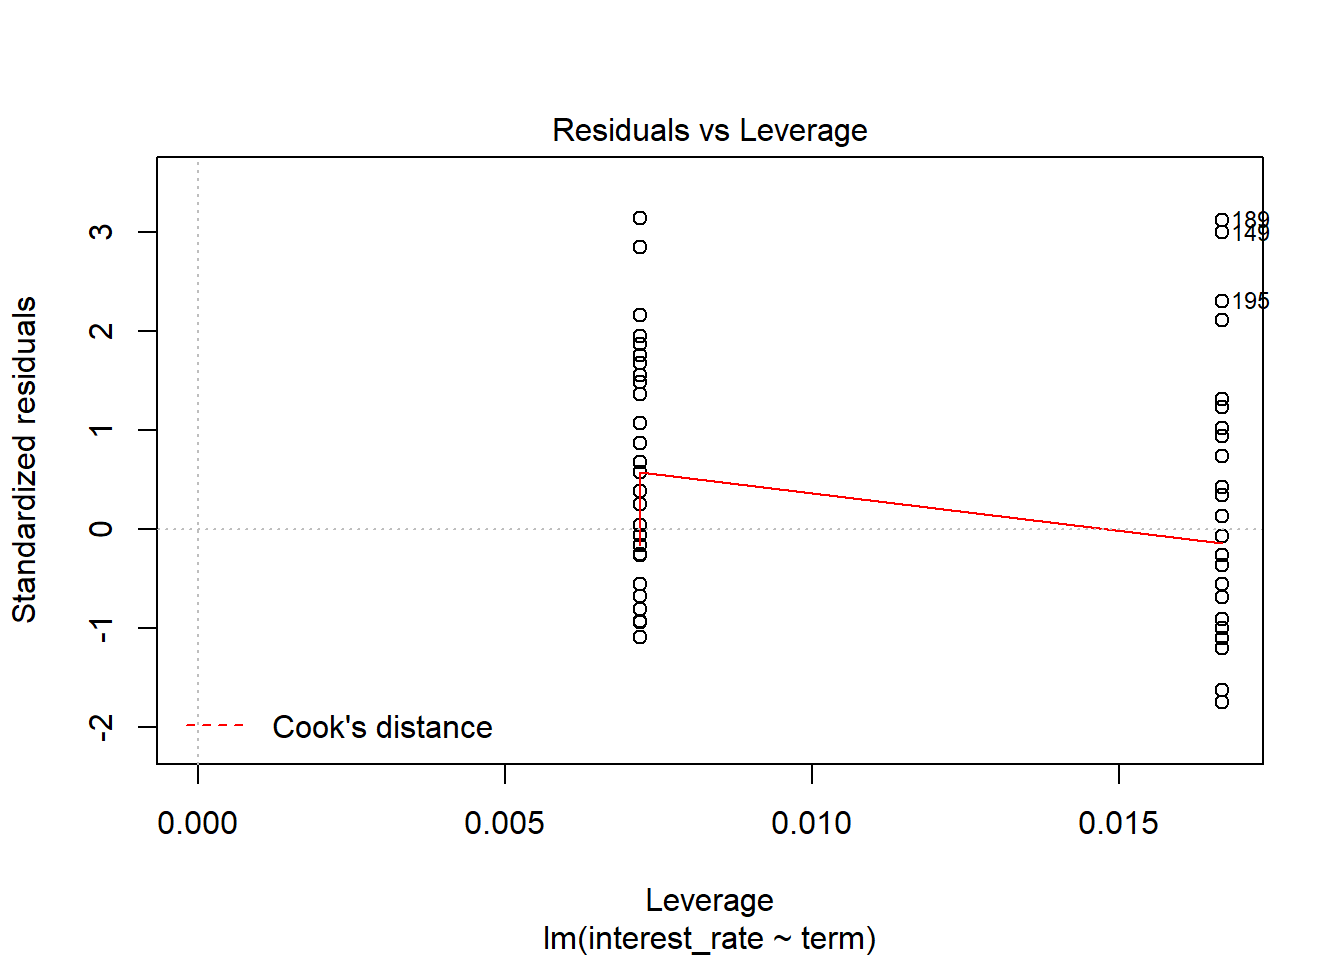 Residuals vs Leverage
Standardized residuals
3
2
1
0
-1
-2
189
149
195
Cook's distance
0.000 0.005 0.010 0.015
Leverage
lm(interest_rate ~ term)